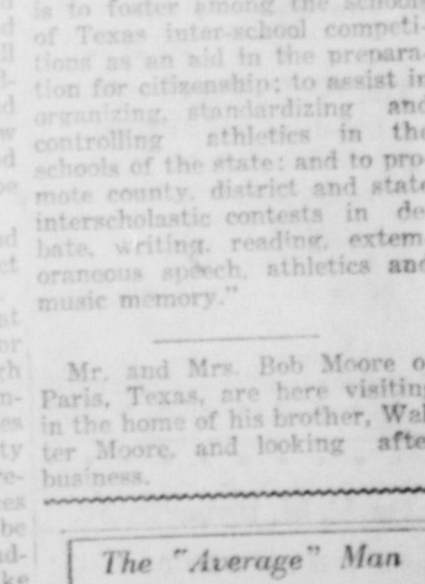 is to foster among the schools
of Texas inter-school competi-
tions as an aid in the prepara-
tion for citizenship; to assist in
organizing, standardizing and
controlling athletics in the
schools of the state; and to pro
mote county, district and state
interscholastic contests in de
bate, writing, reading, extem
oraneous speech, athletics and
music memory."
Mr. and Mrs. Bob Moore o
Paris, Texas, are here visiting
in the home of his brother, Wal
ter Moore, and looking afte
business.
The "Average" Man